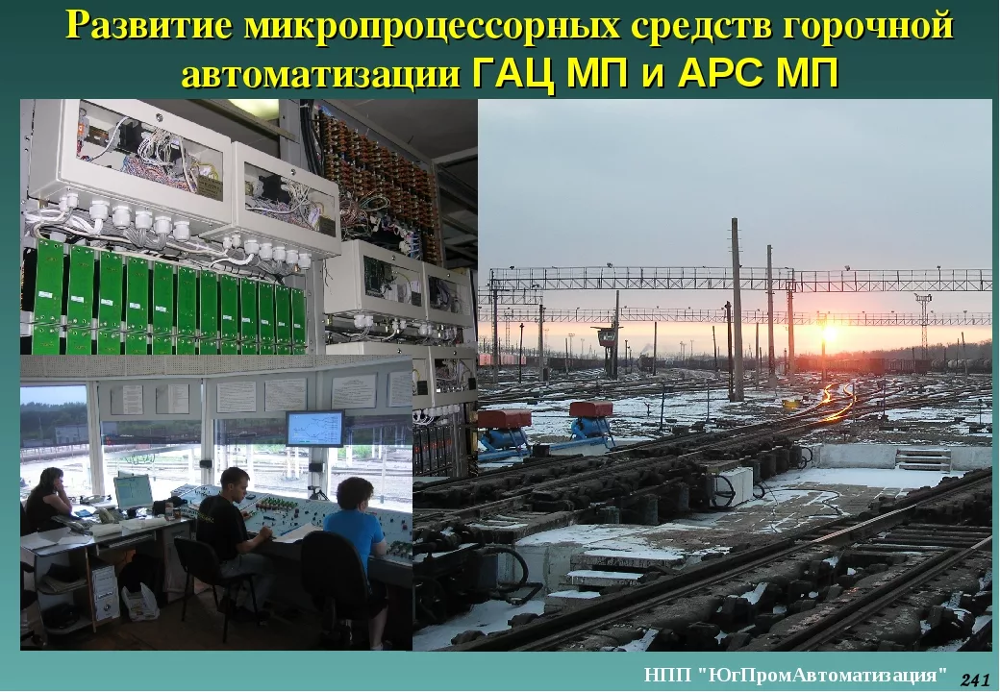 Развитие микропроцессорных средств горочной
автоматизации ГАЦ МП и АРС МП
НПП "ЮгПромАвтоматизация"
241